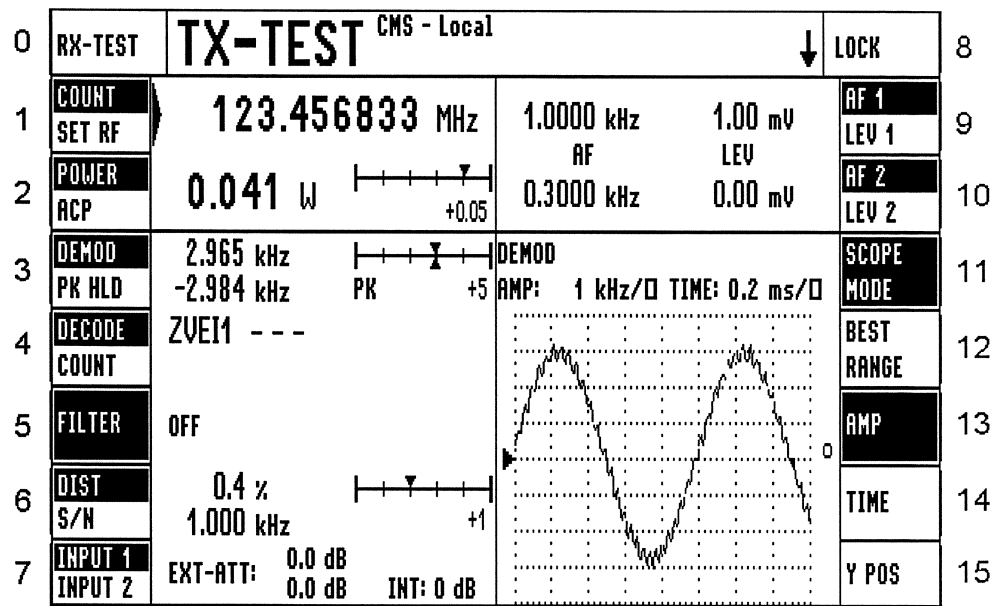 0 RX-TEST TX-TEST CMS - Local LOCK 8
1 COUNT 123.456833 MHz 1.0000 kHz 1.00 mV AF 1 9
SET RF AF LEV LEV 1
2 POWER 0.041 W 0.3000 kHz 0.00 mV AF 2 10
ACP +0.05 LEV 2
3 DEMOD 2.965 kHz DEMOD SCOPE 11
PK HLD -2.984 kHz PK +5 AMP: 1 kHz/□ TIME: 0.2 ms/□ MODE
4 DECODE ZVEI1 - - - BEST 12
COUNT RANGE
5 FILTER OFF 0 AMP 13
6 DIST 0.4 % TIME 14
S/N 1.000 kHz +1
7 INPUT 1 EXT-ATT: 0.0 dB Y POS 15
INPUT 2 0.0 dB INT: 0 dB